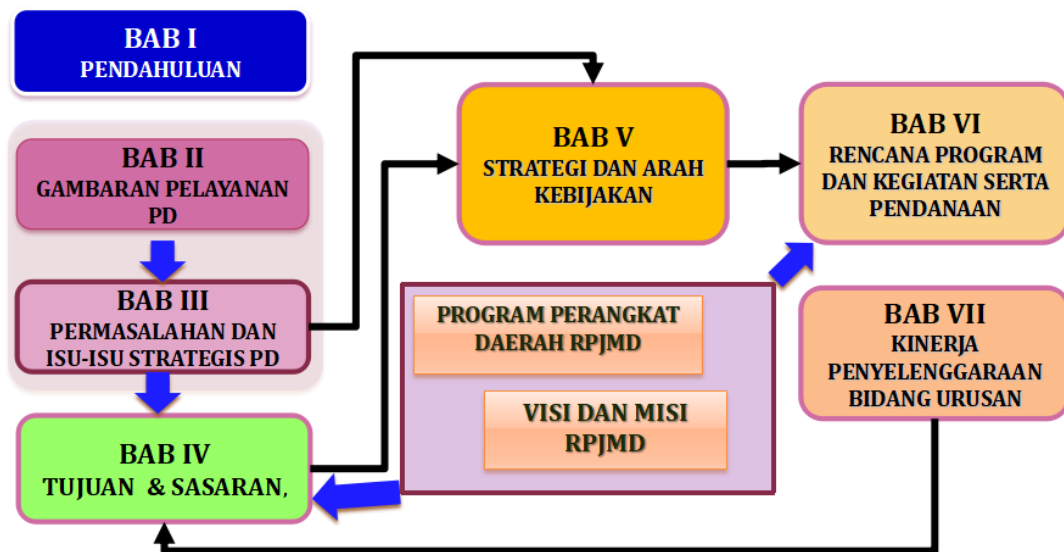 BAB I
PENDAHULUAN
BAB II
GAMBARAN PELAYANAN
PD
BAB III
PERMASALAHAN DAN
ISU-ISU STRATEGIS PD
BAB IV
TUJUAN & SASARAN,
BAB V
STRATEGI DAN ARAH
KEBIJAKAN
PROGRAM PERANGKAT
DAERAH RPJMD
VISI DAN MISI
RPJMD
BAB VI
RENCANA PROGRAM
DAN KEGIATAN SERTA
PENDANAAN
BAB VII
KINERJA
PENYELENGGARAAN
BIDANG URUSAN